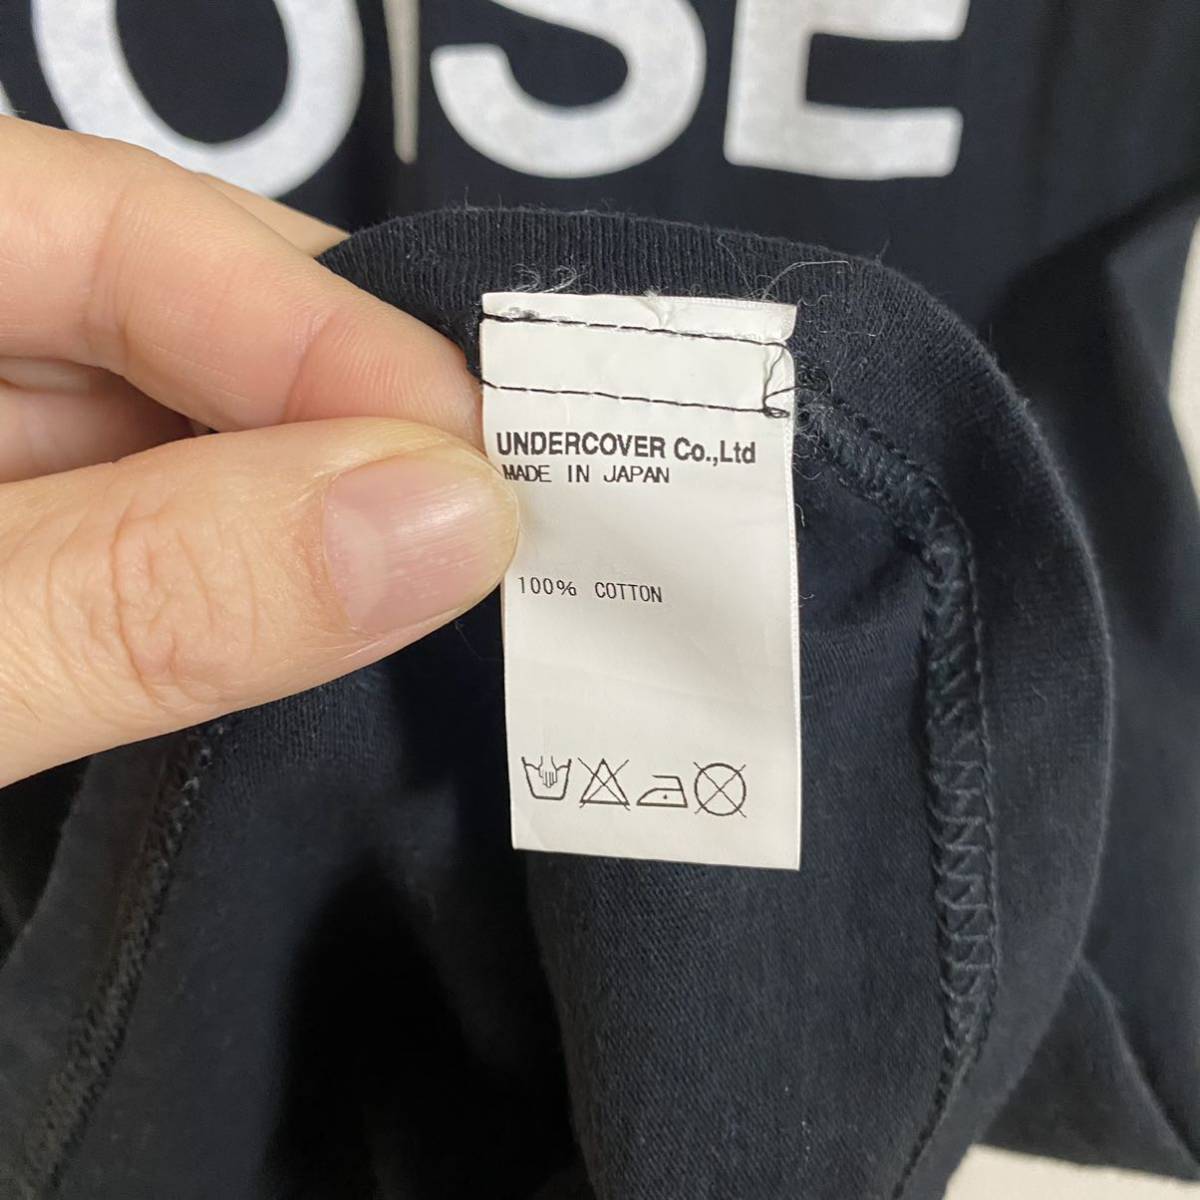 OSE
UNDERCOVER Co.,Ltd
MADE IN JAPAN
100% COTTON